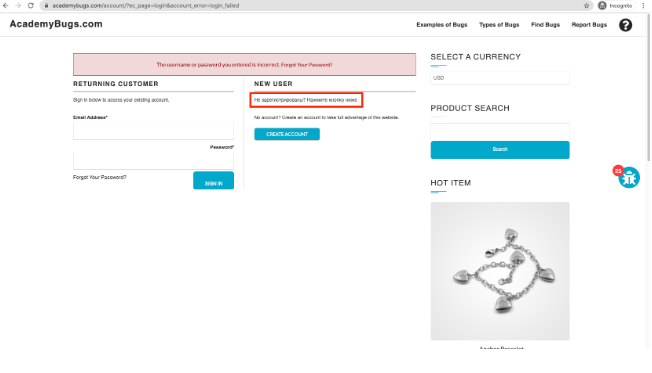 academybugs.com/account/?ec_page=login&account_error=login_failed
Incognito
AcademyBugs.com
Examples of Bugs
Types of Bugs
Find Bugs
Report Bugs
?
The username or password you entered is incorrect. Forgot Your Password?
RETURNING CUSTOMER
Sign in below to access your existing account.
Email Address*
Password*
Forgot Your Password?
SIGN IN
NEW USER
Не зарегистрированы? Нажмите кнопку ниже
No account? Create an account to take full advantage of this website.
CREATE ACCOUNT
SELECT A CURRENCY
USD
PRODUCT SEARCH
Search
25
HOT ITEM